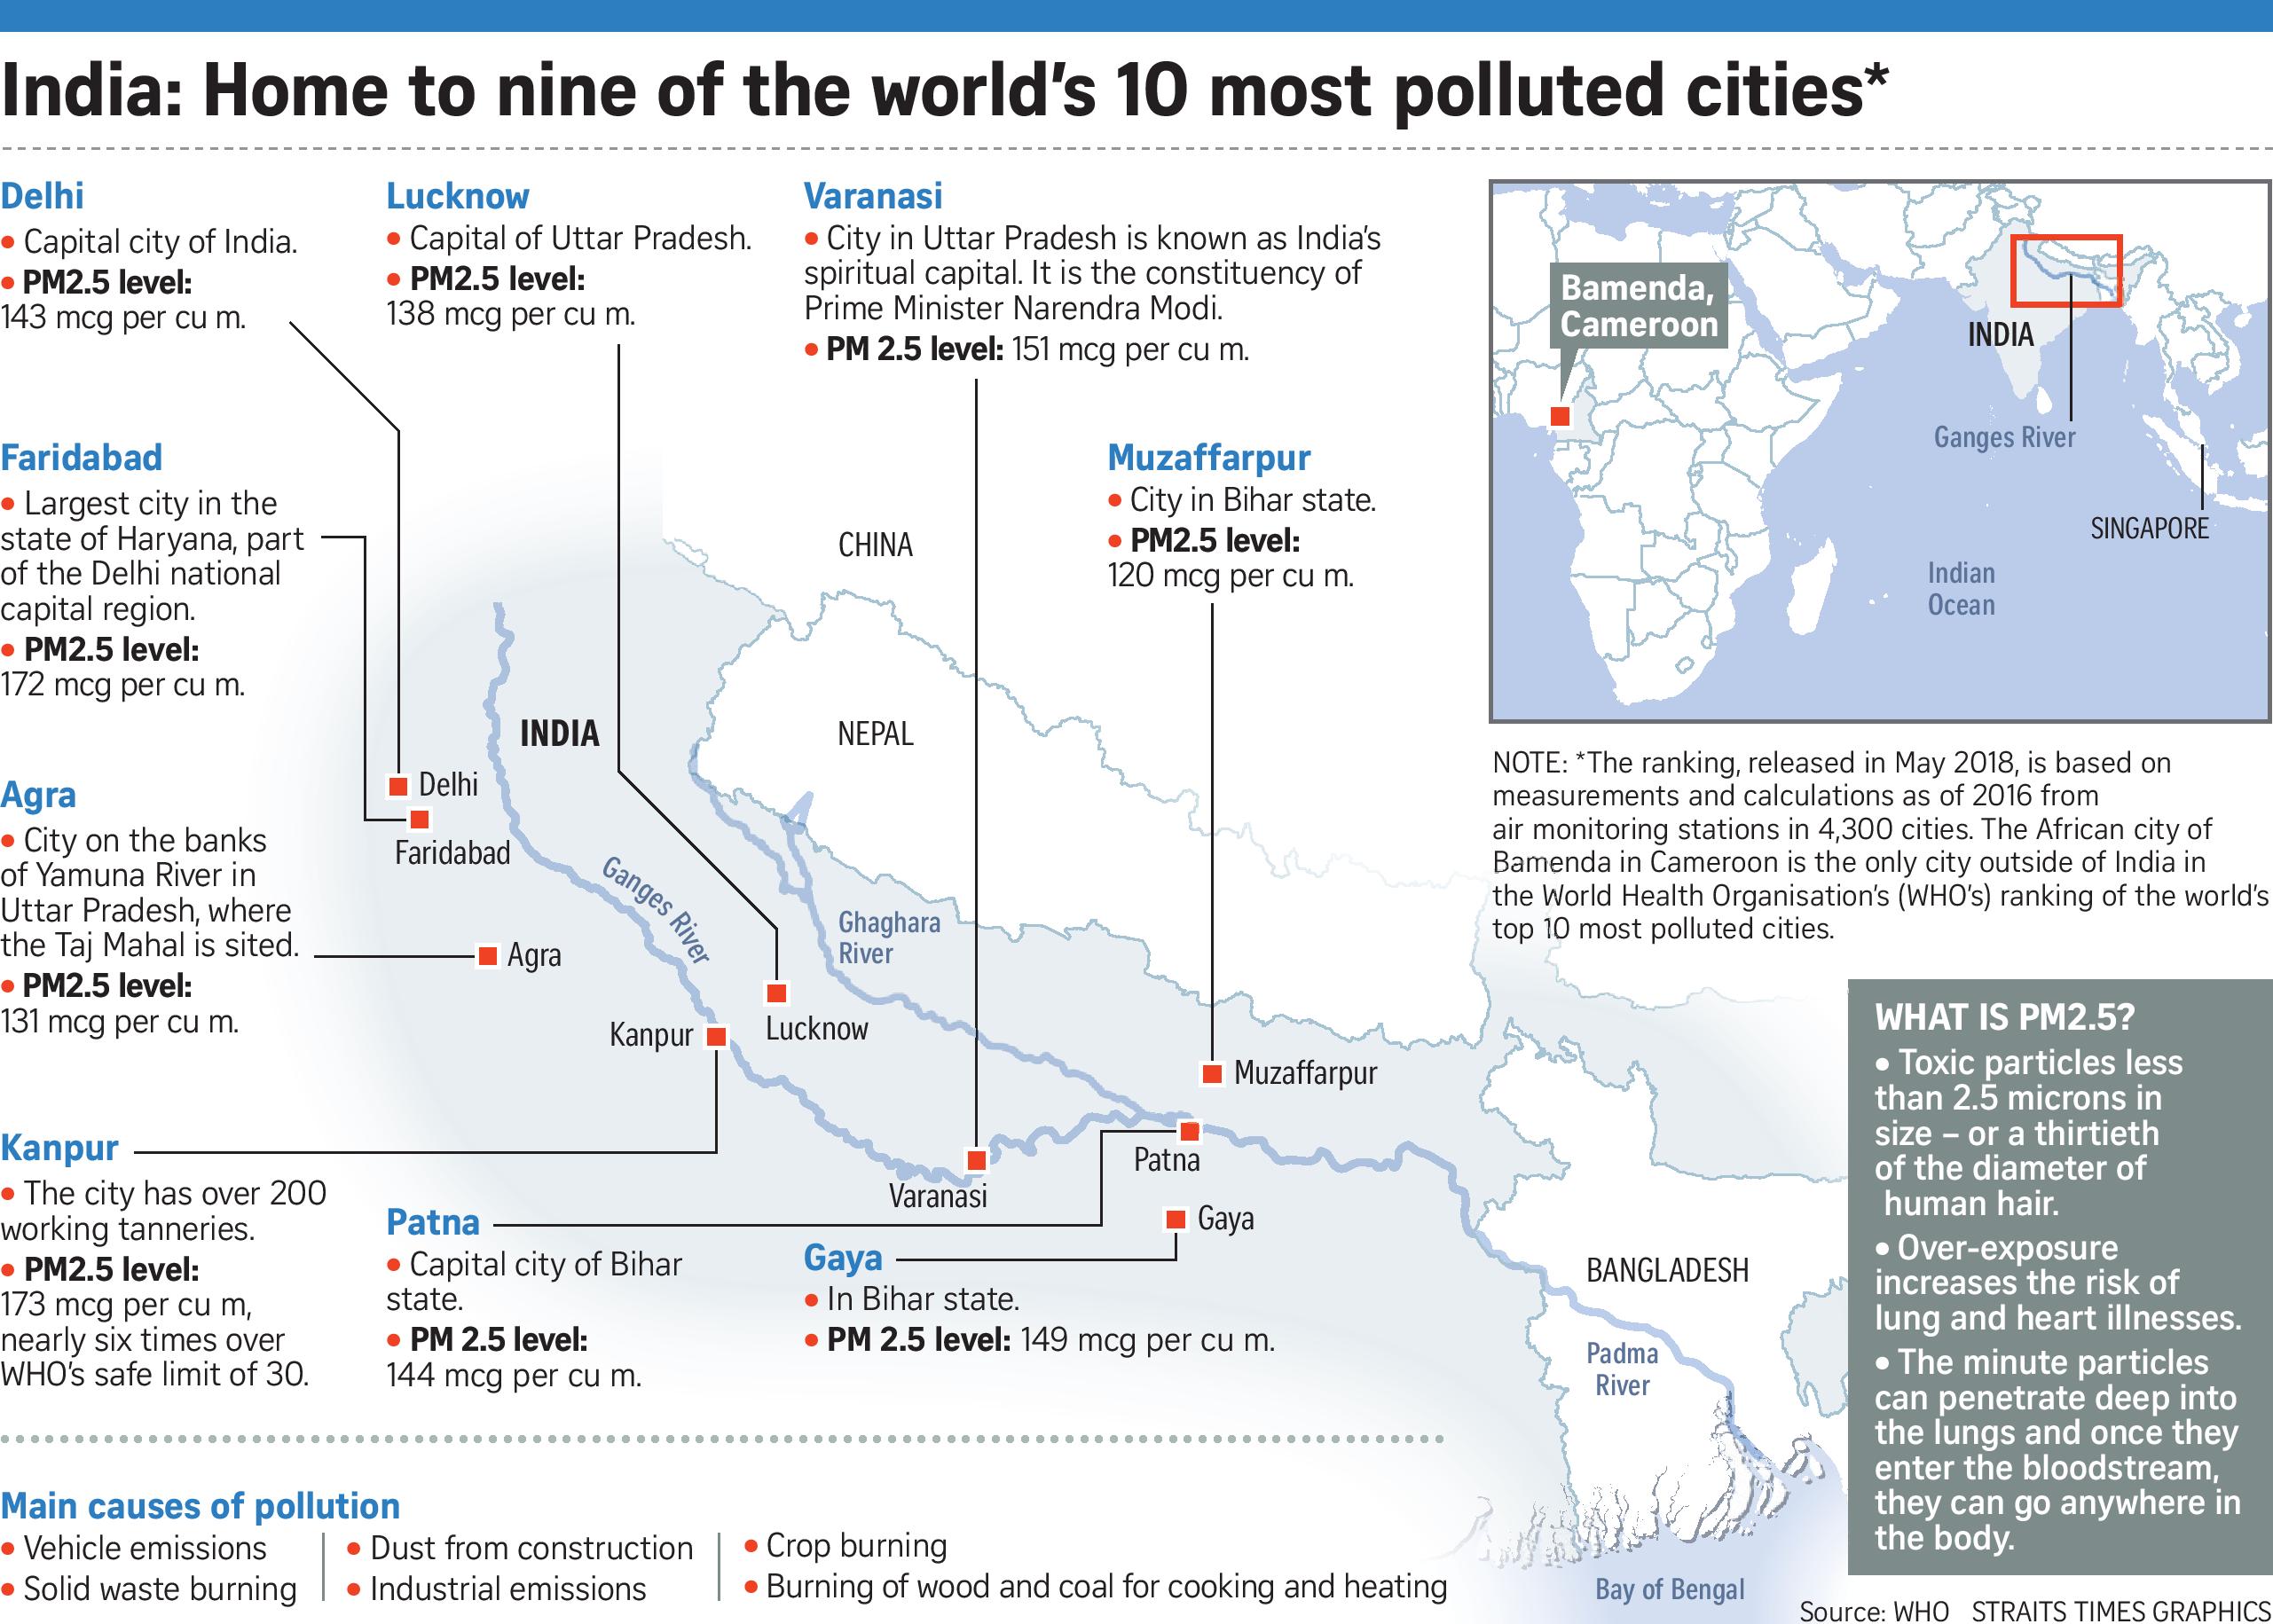 India: Home to nine of the world's 10 most polluted cities*
Delhi
• Capital city of India.
• PM2.5 level:
143 mcg per cu m.
Lucknow
• Capital of Uttar Pradesh.
• PM2.5 level:
138 mcg per cu m.
Varanasi
• City in Uttar Pradesh is known as India's
spiritual capital. It is the constituency of
Prime Minister Narendra Modi.
• PM 2.5 level: 151 mcg per cu m.
Faridabad
• Largest city in the
state of Haryana, part
of the Delhi national
capital region.
• PM2.5 level:
172 mcg per cu m.
Muzaffarpur
• City in Bihar state.
• PM2.5 level:
120 mcg per cu m.
Agra
• City on the banks
of Yamuna River in
Uttar Pradesh, where
the Taj Mahal is sited.
• PM2.5 level:
131 mcg per cu m.
Kanpur
• The city has over 200
working tanneries.
• PM2.5 level:
173 mcg per cu m,
nearly six times over
WHO's safe limit of 30.
Patna
• Capital city of Bihar
state.
• PM 2.5 level:
144 mcg per cu m.
Gaya
• In Bihar state.
• PM 2.5 level: 149 mcg per cu m.
CHINA
NEPAL
INDIA
Delhi
Faridabad
Ganges River
Ghaghara
River
Agra
Kanpur
Lucknow
Muzaffarpur
Patna
Varanasi
Gaya
BANGLADESH
Padma
River
Bay of Bengal
Bamenda,
Cameroon
INDIA
Ganges River
SINGAPORE
Indian
Ocean
NOTE: *The ranking, released in May 2018, is based on
measurements and calculations as of 2016 from
air monitoring stations in 4,300 cities. The African city of
Bamenda in Cameroon is the only city outside of India in
the World Health Organisation's (WHO's) ranking of the world's
top 10 most polluted cities.
WHAT IS PM2.5?
• Toxic particles less
than 2.5 microns in
size – or a thirtieth
of the diameter of
human hair.
• Over-exposure
increases the risk of
lung and heart illnesses.
• The minute particles
can penetrate deep into
the lungs and once they
enter the bloodstream,
they can go anywhere in
the body.
Main causes of pollution
• Vehicle emissions
• Solid waste burning
• Dust from construction
• Industrial emissions
• Crop burning
• Burning of wood and coal for cooking and heating
Source: WHO STRAITS TIMES GRAPHICS